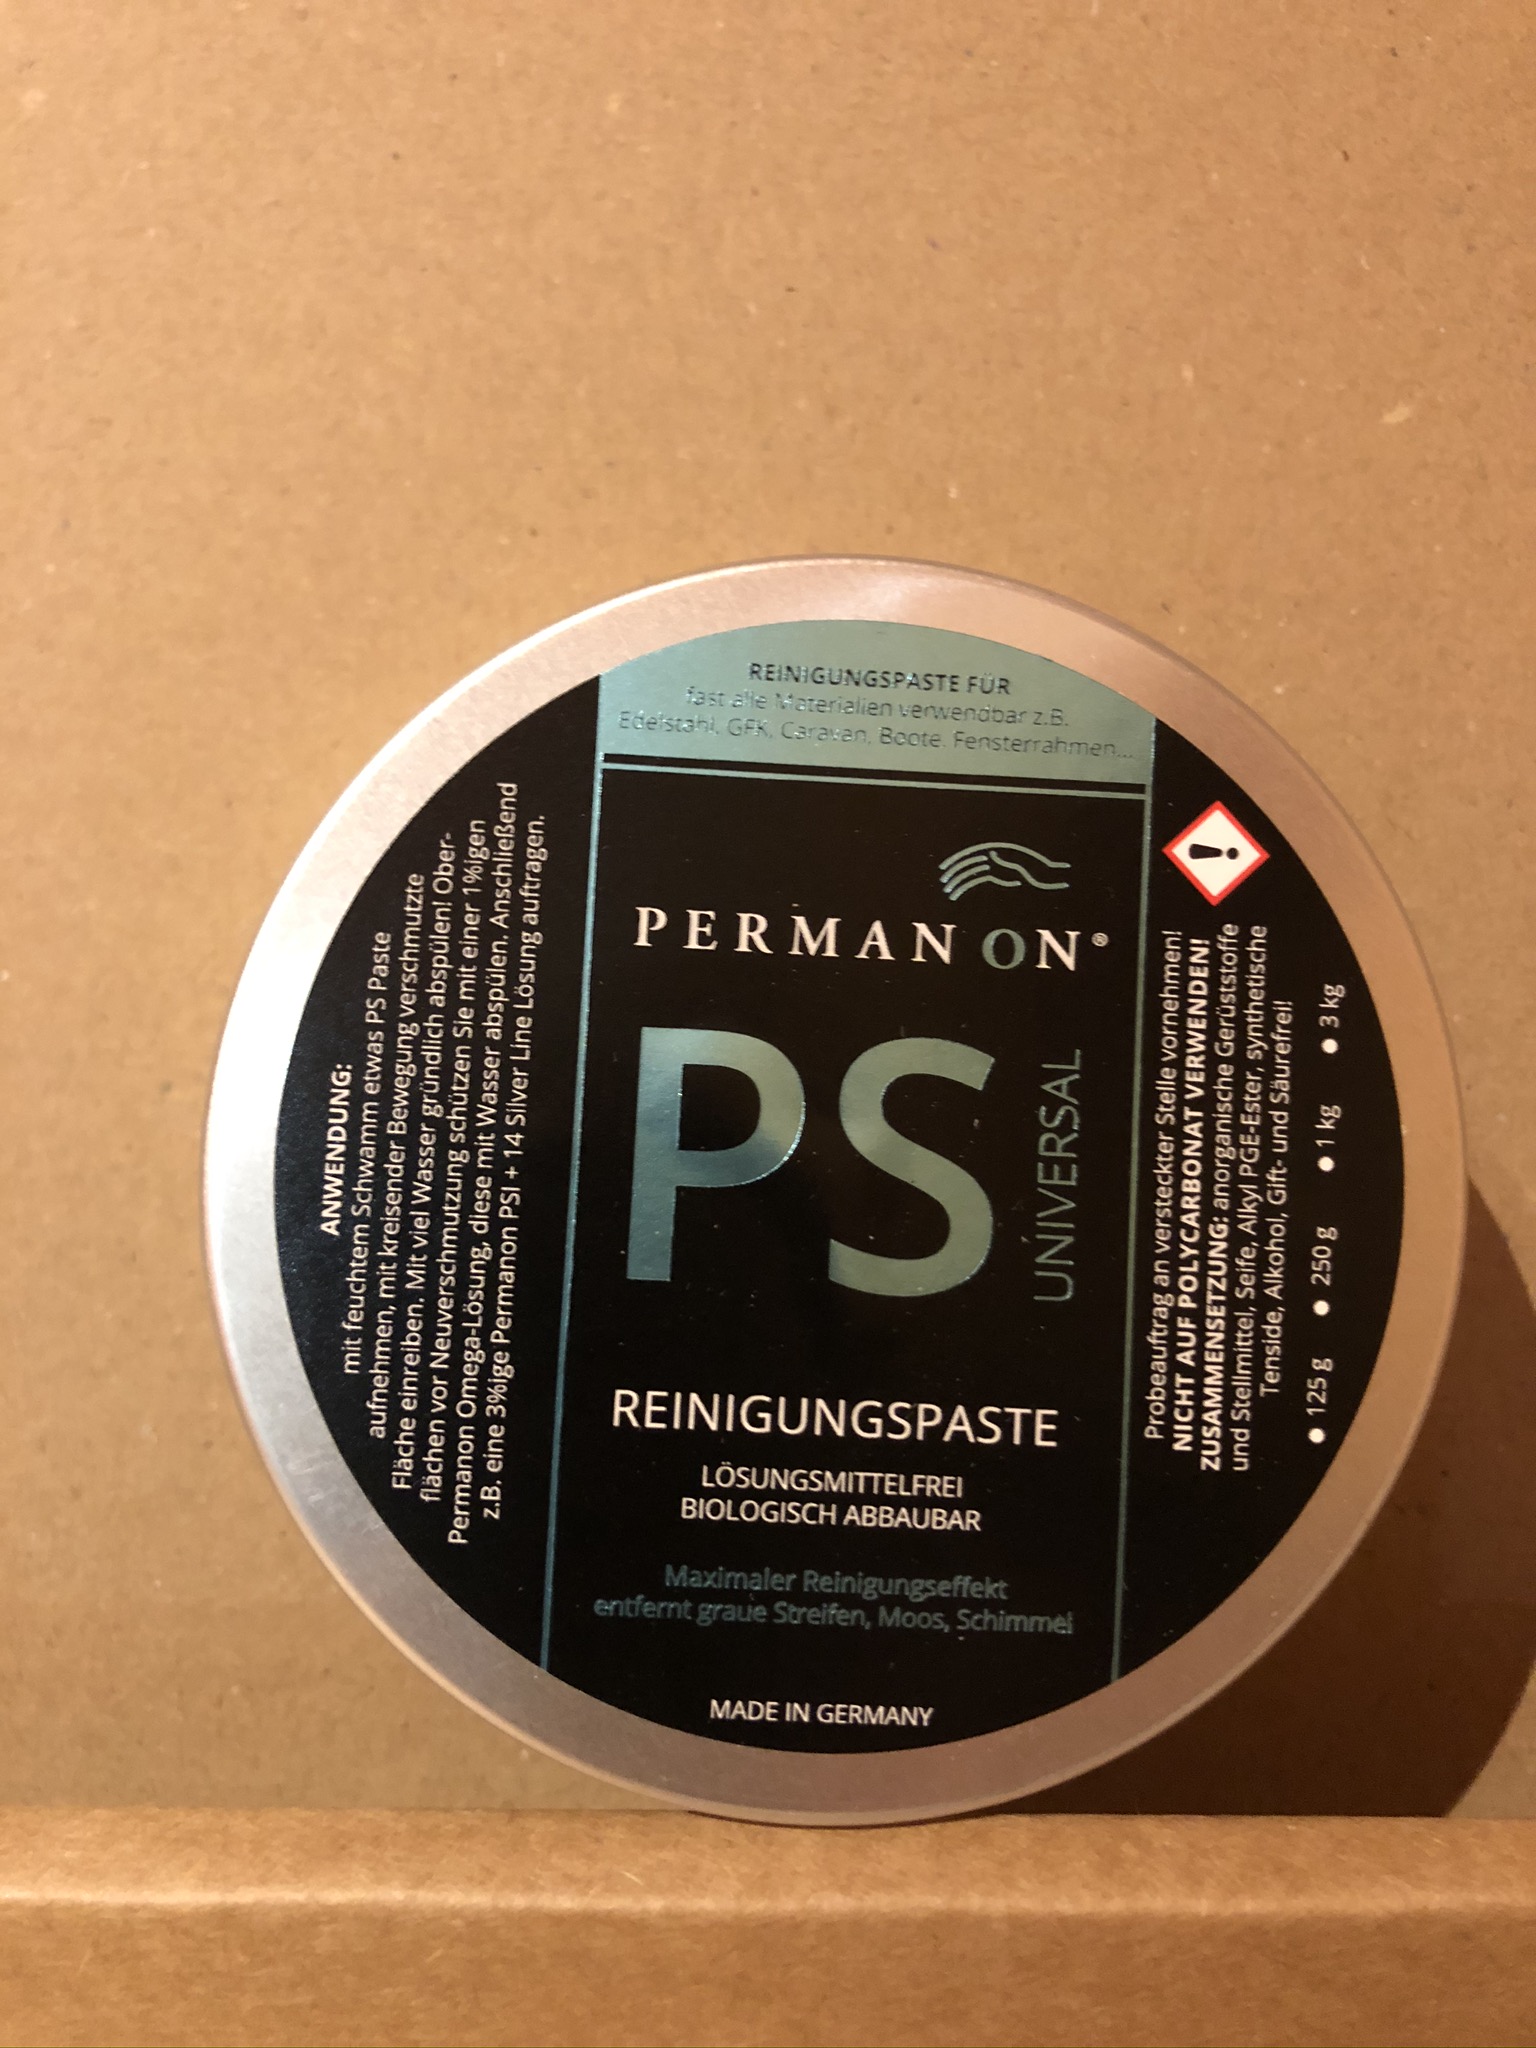 REINIGUNGSPASTE FÜR
fast alle Materialien verwendbar z.B.
Edelstahl, GFK, Caravan, Boote, Fensterrahmen...
PERMANON®
PS
UNIVERSAL
REINIGUNGSPASTE
LÖSUNGSMITTELFREI
BIOLOGISCH ABBAUBAR
Maximaler Reinigungseffekt
entfernt graue Streifen, Moos, Schimmel
MADE IN GERMANY
ANWENDUNG:
mit feuchtem Schwamm etwas PS Paste
aufnehmen, mit kreisender Bewegung verschmutzte
Fläche einreiben. Mit viel Wasser gründlich abspülen! Ober-
flächen vor Neuverschmutzung schützen Sie mit einer 1%igen
Permanon Omega-Lösung, diese mit Wasser abspülen. Anschließend
z.B. eine 3%ige Permanon PSI + 14 Silver Line Lösung auftragen.
Probeauftrag an versteckter Stelle vornehmen!
NICHT AUF POLYCARBONAT VERWENDEN!
ZUSAMMENSETZUNG: anorganische Gerüststoffe
und Stellmittel, Seife, Alkyl PGE-Ester, synthetische
Tenside, Alkohol, Gift- und Säurefrei!
● 125 g ● 250 g ● 1 kg ● 3 kg